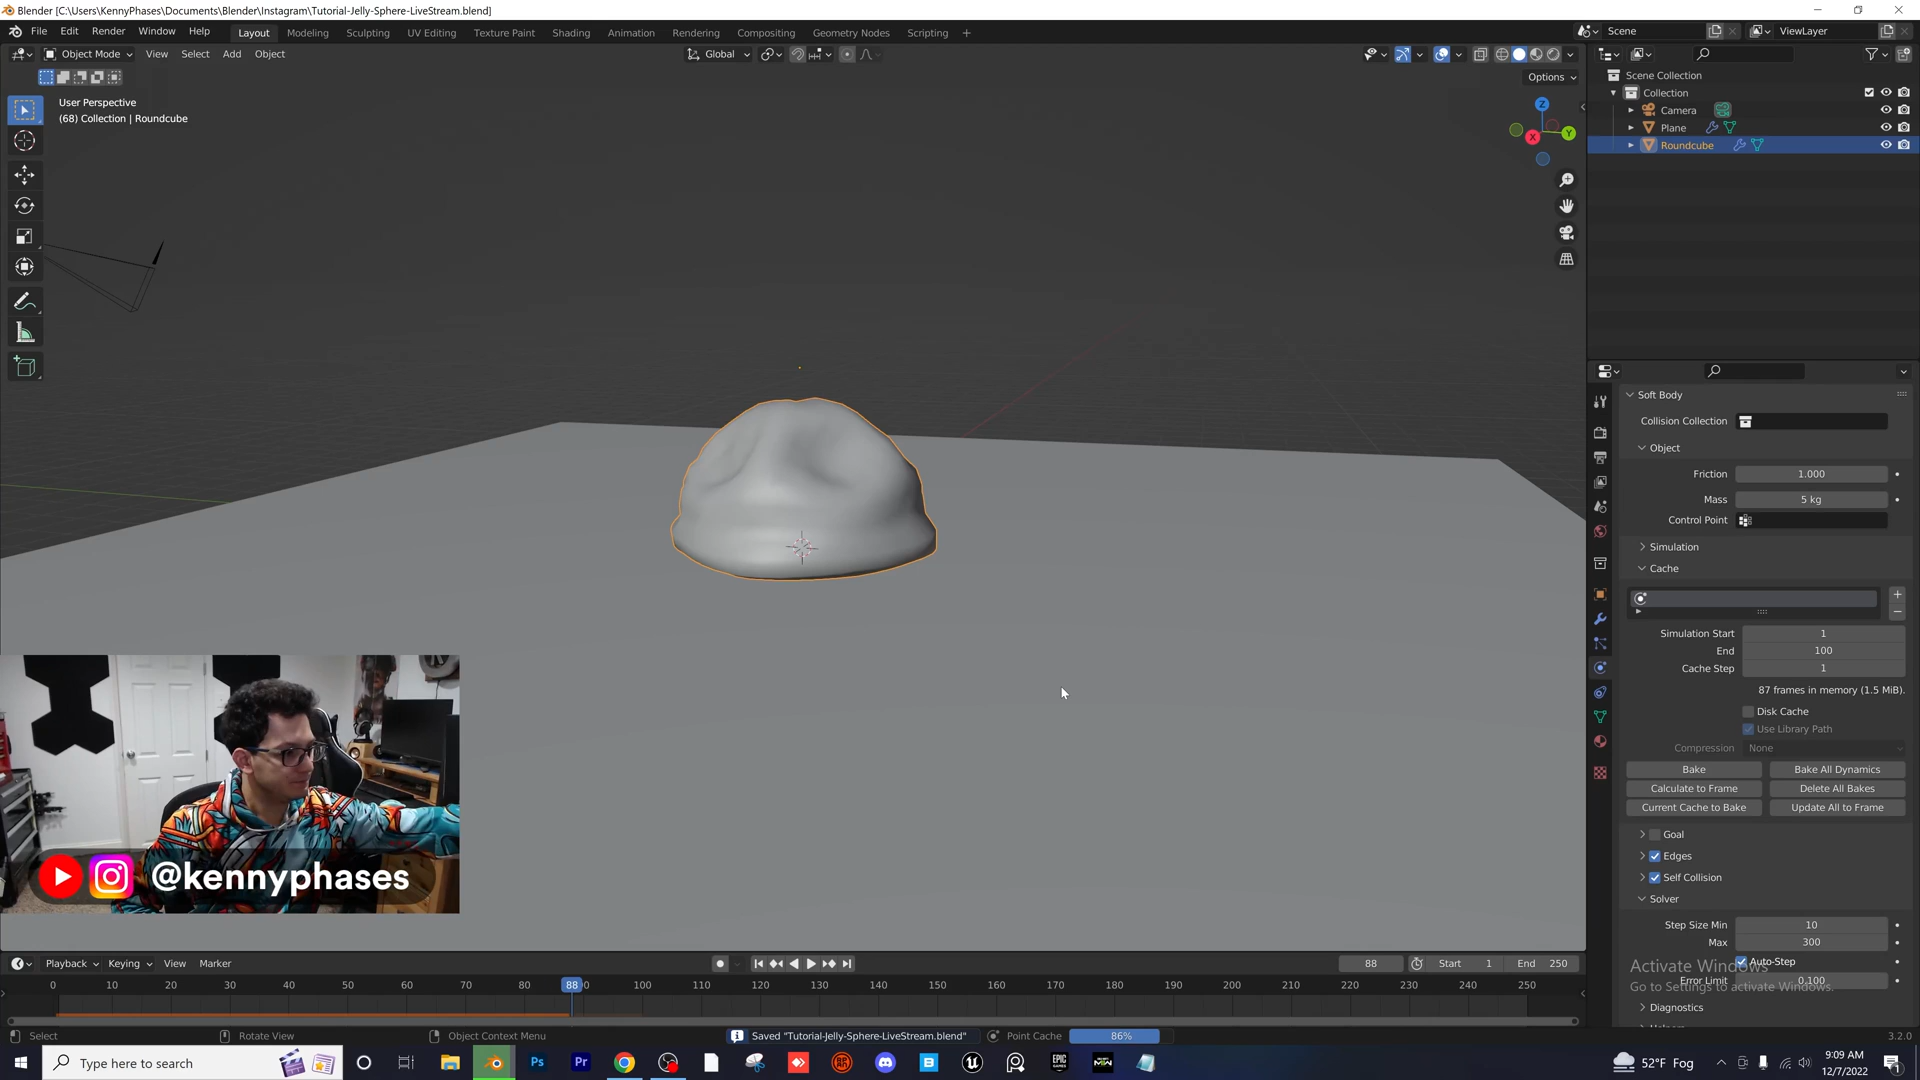 Blender [C:\Users\KennyPhases\Documents\Blender\Instagram\Tutorial-Jelly-Sphere-LiveStream.blend]
File Edit Render Window Help Layout Modeling Sculpting UV Editing Texture Paint Shading Animation Rendering Compositing Geometry Nodes Scripting +
Scene ViewLayer
Object Mode View Select Add Object Global
Options
User Perspective
(68) Collection | Roundcube
Z
Y
X
Scene Collection
Collection
Camera
Plane
Roundcube
Soft Body
Collision Collection
Object
Friction 1.000
Mass 5 kg
Control Point
Simulation
Cache
Simulation Start 1
End 100
Cache Step 1
87 frames in memory (1.5 MiB).
Disk Cache
Use Library Path
Compression None
Bake Bake All Dynamics
Calculate to Frame Delete All Bakes
Current Cache to Bake Update All to Frame
Goal
Edges
Self Collision
Solver
Step Size Min 10
Max 300
Auto-Step
Error Limit 0.100
Activate Windows
Go to Settings to activate Windows.
Diagnostics
@kennyphases
Playback Keying View Marker 88 Start 1 End 250
0 10 20 30 40 50 60 70 80 88 90 100 110 120 130 140 150 160 170 180 190 200 210 220 230 240 250
Select Rotate View Object Context Menu Saved "Tutorial-Jelly-Sphere-LiveStream.blend" Point Cache 86% 3.2.0
Type here to search Ps Pr 52°F Fog
9:09 AM
12/7/2022
1